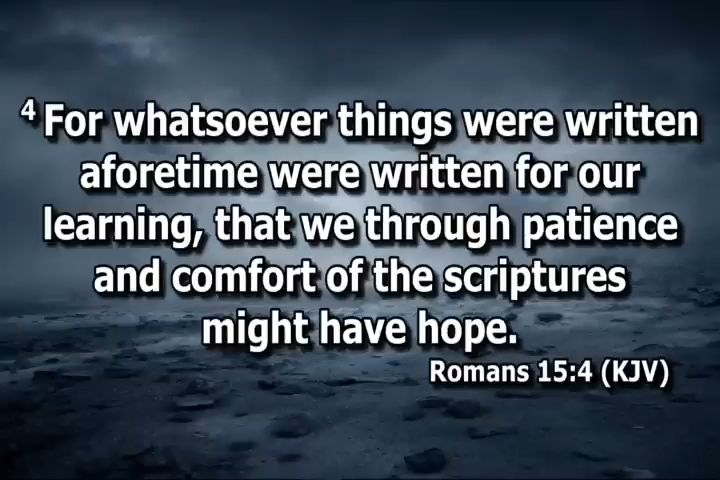 4 For whatsoever things were written
aforetime were written for our
learning, that we through patience
and comfort of the scriptures
might have hope.
Romans 15:4 (KJV)